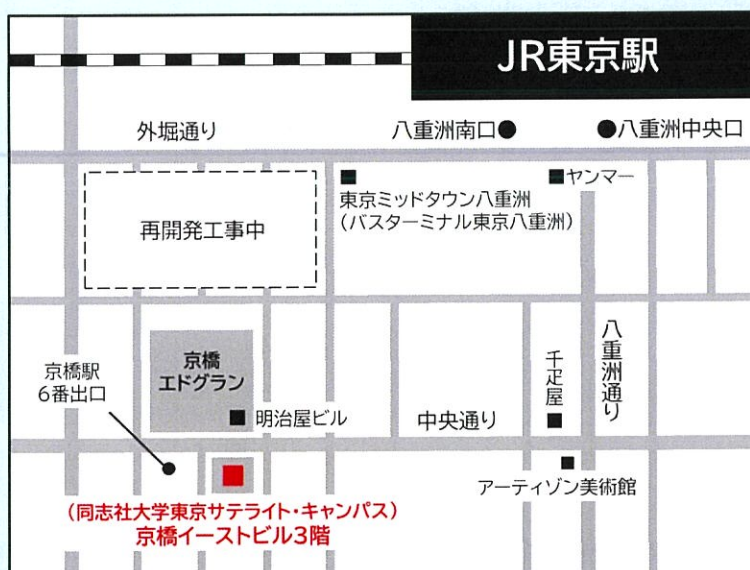 JR東京駅
外堀通り
八重洲南口●
●八重洲中央口
■ヤンマー
東京ミッドタウン八重洲
(バスターミナル東京八重洲)
再開発工事中
京橋
エドグラン
京橋駅
6番出口
明治屋ビル
中央通り
千疋屋
八重洲通り
アーティゾン美術館
(同志社大学東京サテライト・キャンパス)
京橋イーストビル3階